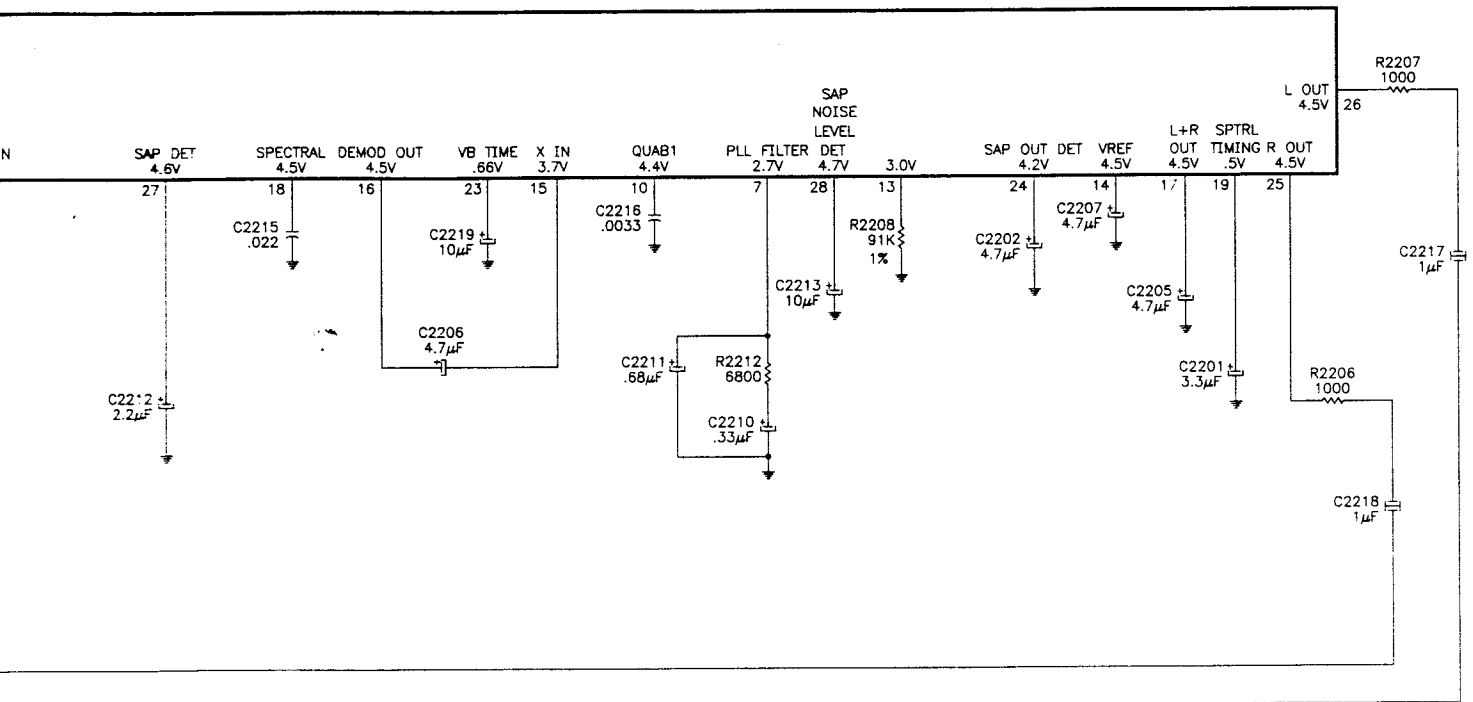 R2207
1000
L OUT
4.5V 26
SAP
NOISE
LEVEL
L+R SPTRL
N SAP DET SPECTRAL DEMOD OUT VB TIME X IN QUAB1 PLL FILTER DET SAP OUT DET VREF OUT TIMING R OUT
4.6V 4.5V 4.5V .66V 3.7V 4.4V 2.7V 4.7V 3.0V 4.2V 4.5V 4.5V .5V 4.5V
27 18 16 23 15 10 7 28 13 24 14 17 19 25
C2215
.022
C2219 +
10µF
C2216
.0033
R2208
91K
1%
C2202 +
4.7µF
C2207 +
4.7µF
C2217
1µF
C2213 +
10µF
C2205 +
4.7µF
C2206
4.7µF
+
C2211 +
.68µF
R2212
6800
C2201 +
3.3µF
R2206
1000
C2212 +
2.2µF
C2210 +
.33µF
C2218
1µF